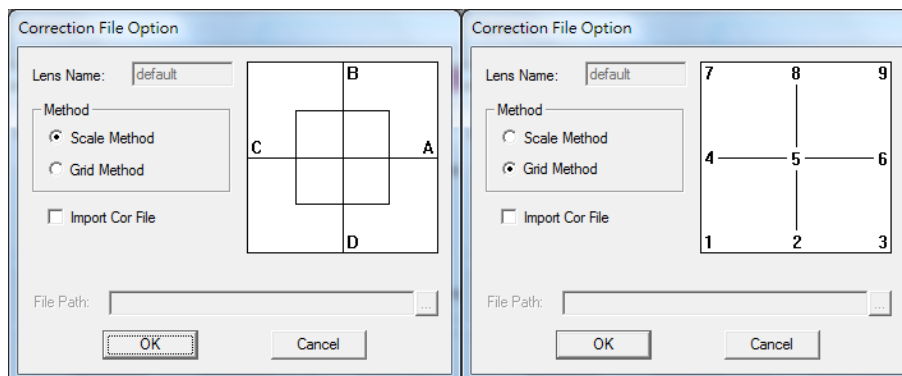 Correction File Option
Lens Name: default
Method
Scale Method
Grid Method
Import Cor File
B
C A
D
File Path: ...
OK Cancel
Correction File Option
Lens Name: default
Method
Scale Method
Grid Method
Import Cor File
7 8 9
4 5 6
1 2 3
File Path: ...
OK Cancel